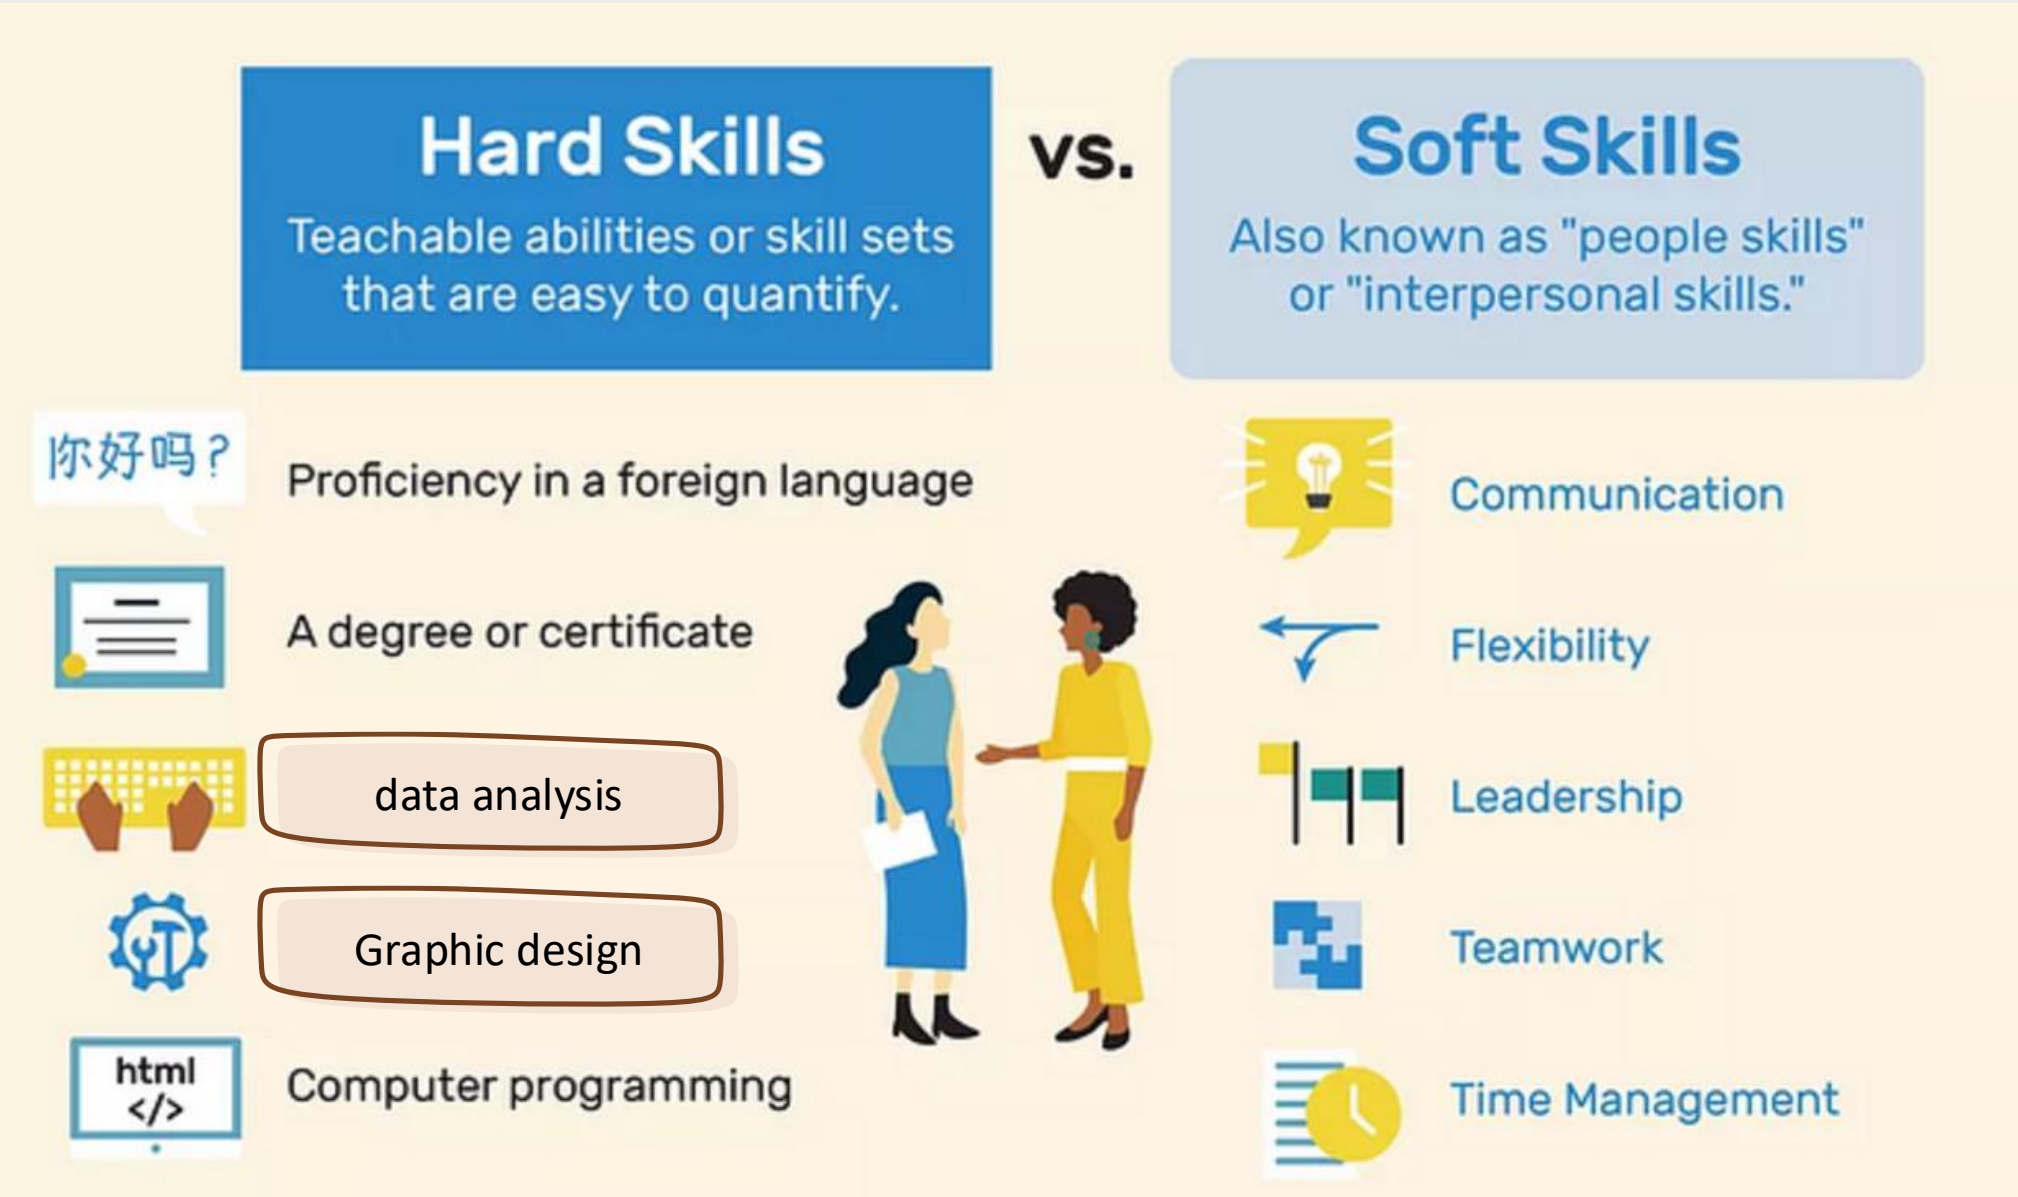 Hard Skills
Teachable abilities or skill sets
that are easy to quantify.
vs.
Soft Skills
Also known as "people skills"
or "interpersonal skills."
你好吗?
Proficiency in a foreign language
A degree or certificate
data analysis
Graphic design
html
</>
Computer programming
Communication
Flexibility
Leadership
Teamwork
Time Management